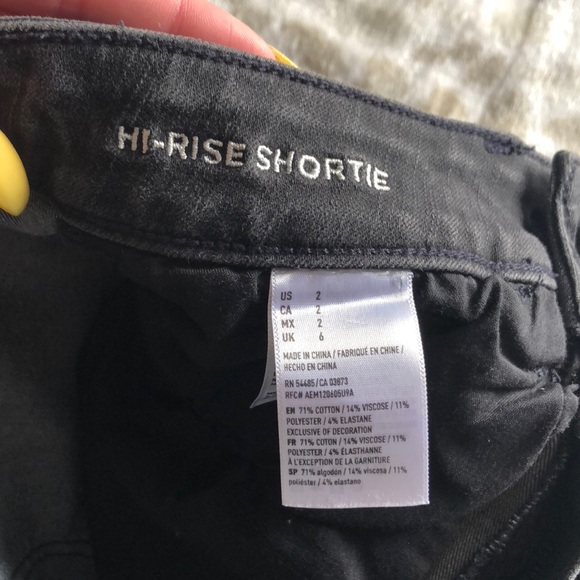 HI-RISE SHORTIE
US 2
CA 2
MX 2
UK 6
MADE IN CHINA / FABRIQUÉ EN CHINE /
HECHO EN CHINA
RN 54485/CA 03873
RFC# AEM120605U9A
EN 71% COTTON / 14% VISCOSE / 11%
POLYESTER / 4% ELASTANE
EXCLUSIVE OF DECORATION
FR 71% COTON / 14% VISCOSE / 11%
POLYESTER / 4% ÉLASTHANNE
À L'EXCEPTION DE LA GARNITURE
SP 71% algodón / 14% viscosa / 11%
poliéster / 4% elastano